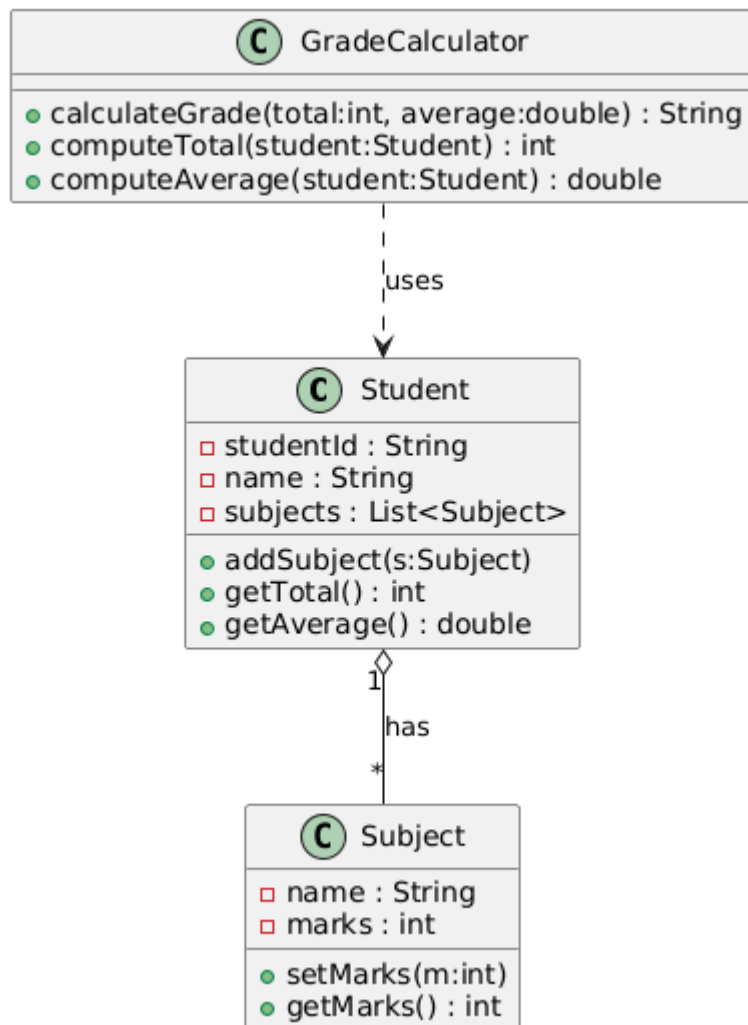 C GradeCalculator
calculateGrade(total:int, average:double) : String
computeTotal(student:Student) : int
computeAverage(student:Student) : double
uses
C Student
studentId : String
name : String
subjects : List<Subject>
addSubject(s:Subject)
getTotal() : int
getAverage() : double
1
has
*
C Subject
name : String
marks : int
setMarks(m:int)
getMarks() : int